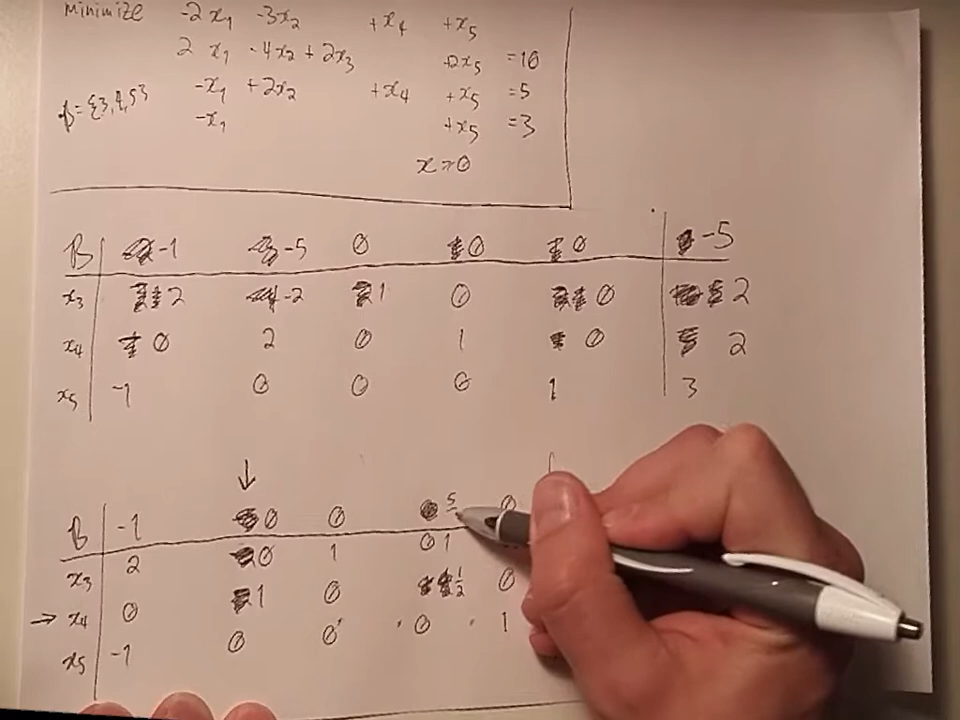 minimize -2x₁ -3x₂ +x₄ +x₅
2 x₁ -4x₂ + 2x₃ +2x₅ =10
-x₁ +2x₂ +x₄ +x₅ =5
B={3,4,5}
-x₁ +x₅ =3
x≥0
B -1 -5 0 0 0 -5
x₃ 2 -2 1 0 0 2
x₄ 0 2 0 1 0 2
x₅ -1 0 0 0 1 3
↓
B -1 0 0 5 0
x₃ 2 0 1 0 1
→ x₄ 0 1 0 1/2 0
x₅ -1 0 0 0 1